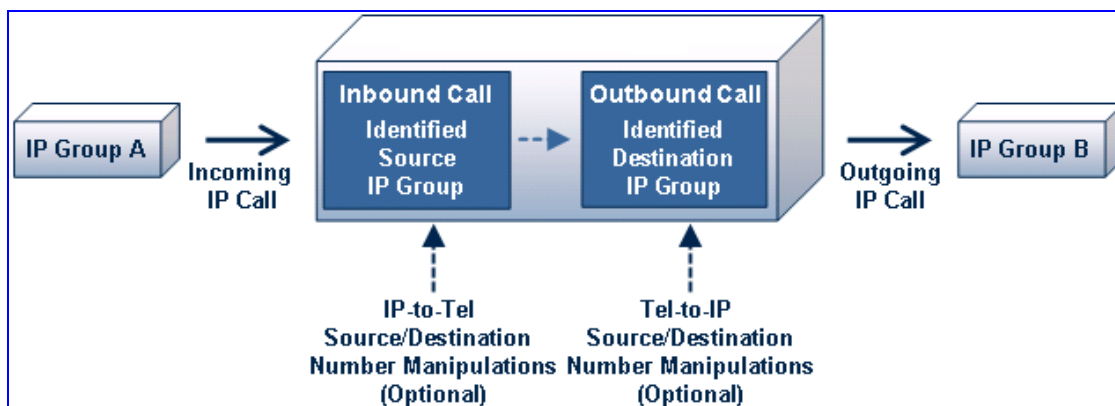 IP Group A
Incoming
IP Call
Inbound Call
Identified
Source
IP Group
Outbound Call
Identified
Destination
IP Group
Outgoing
IP Call
IP Group B
IP-to-Tel
Source/Destination
Number Manipulations
(Optional)
Tel-to-IP
Source/Destination
Number Manipulations
(Optional)